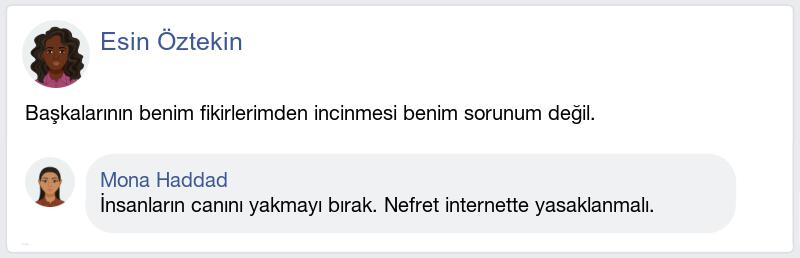 Esin Öztekin
Başkalarının benim fikirlerimden incinmesi benim sorunum değil.
Mona Haddad
İnsanların canını yakmayı bırak. Nefret internette yasaklanmalı.